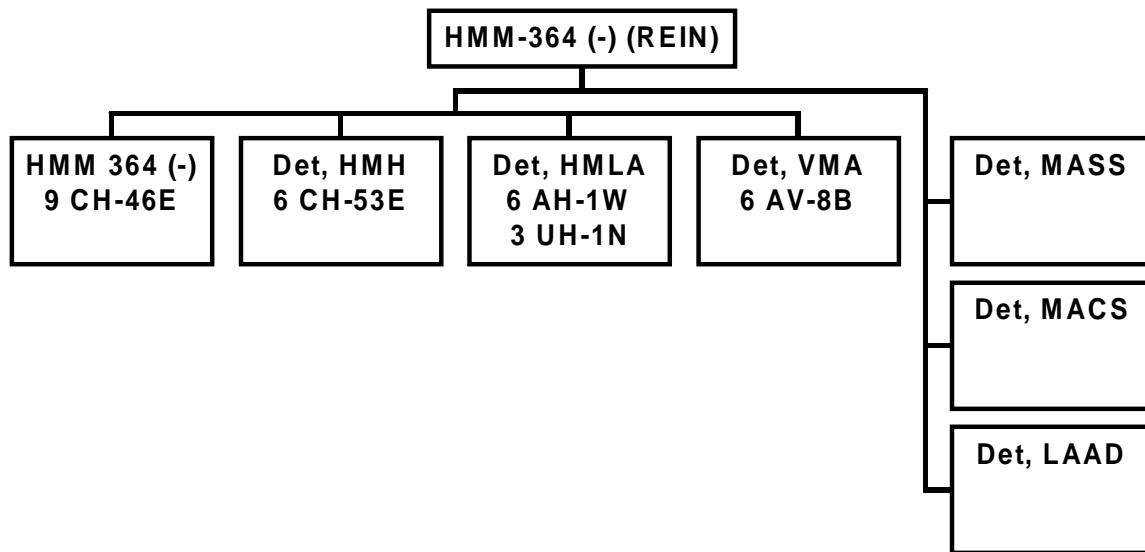 HMM-364 (-) (REIN)
HMM 364 (-)
9 CH-46E
Det, HMH
6 CH-53E
Det, HMLA
6 AH-1W
3 UH-1N
Det, VMA
6 AV-8B
Det, MASS
Det, MACS
Det, LAAD